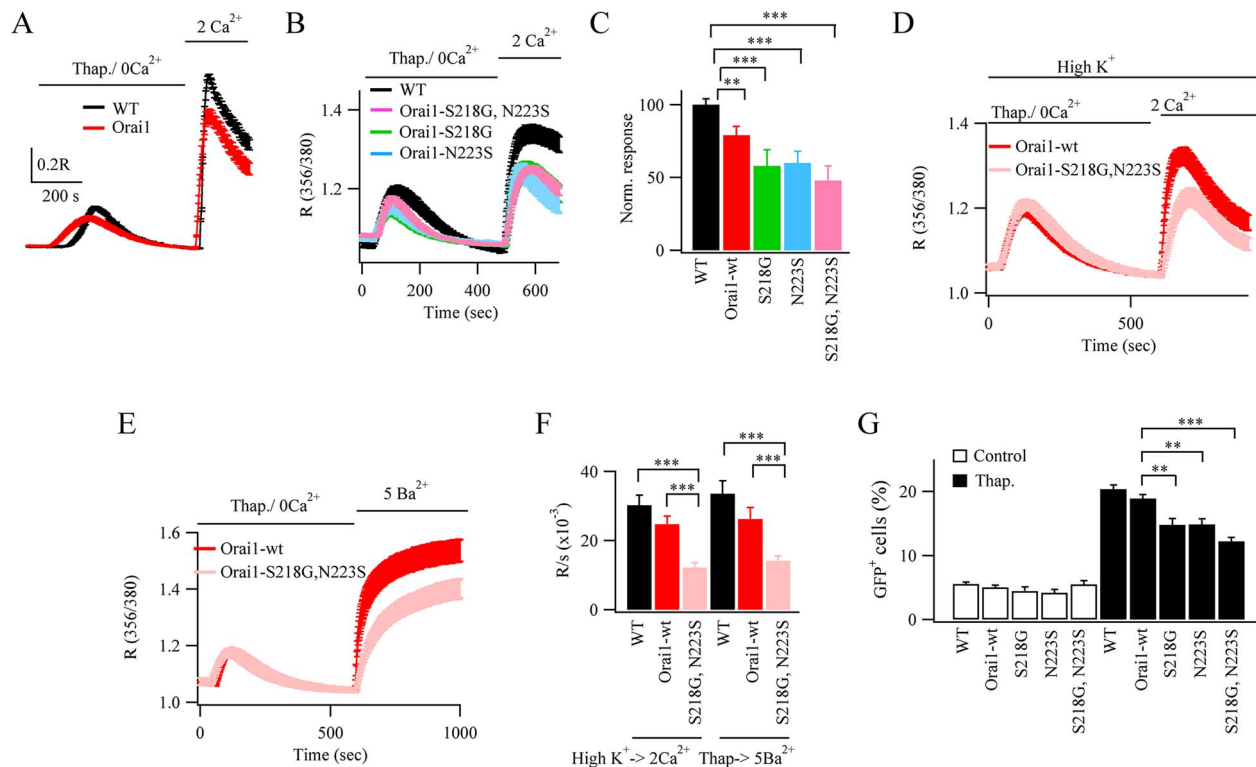 A
2 Ca2+
Thap./ 0Ca2+
WT
Orai1
0.2R
200 s
B
2 Ca2+
Thap./ 0Ca2+
WT
Orai1-S218G, N223S
Orai1-S218G
Orai1-N223S
R (356/380)
1.4
1.2
0 200 400 600
Time (sec)
C
***
***
***
**
Norm. response
100
50
0
WT
Orai1-wt
S218G
N223S
S218G, N223S
D
High K+
Thap./ 0Ca2+
2 Ca2+
Orai1-wt
Orai1-S218G,N223S
R (356/380)
1.4
1.2
1.0
0 500
Time (sec)
E
Thap./ 0Ca2+
5 Ba2+
Orai1-wt
Orai1-S218G,N223S
R (356/380)
1.6
1.4
1.2
1.0
0 500 1000
Time (sec)
F
***
***
***
***
R/s (x10-3)
40
20
0
WT
Orai1-wt
S218G, N223S
WT
Orai1-wt
S218G, N223S
High K+-> 2Ca2+
Thap-> 5Ba2+
G
Control
Thap.
***
**
**
GFP+ cells (%)
20
10
0
WT
Orai1-wt
S218G
N223S
S218G, N223S
WT
Orai1-wt
S218G
N223S
S218G, N223S